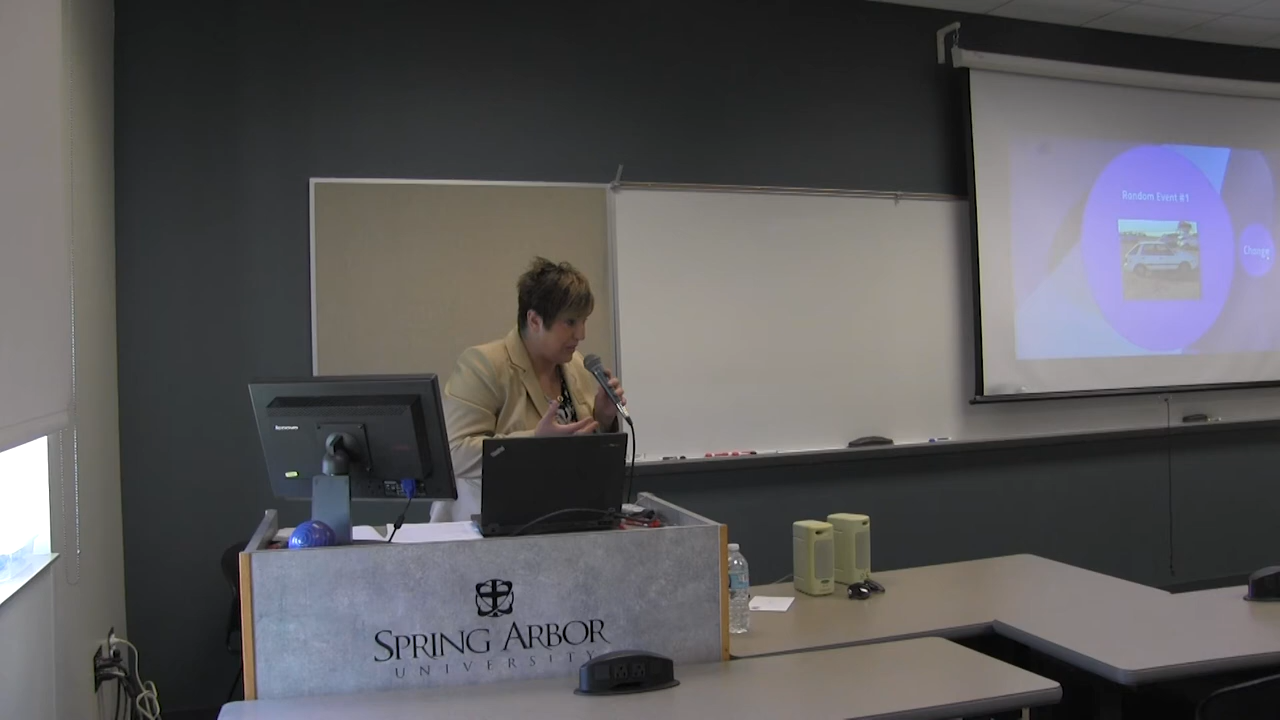 Random Event #1
Change
lenovo
SPRING ARBOR
UNIVERSITY